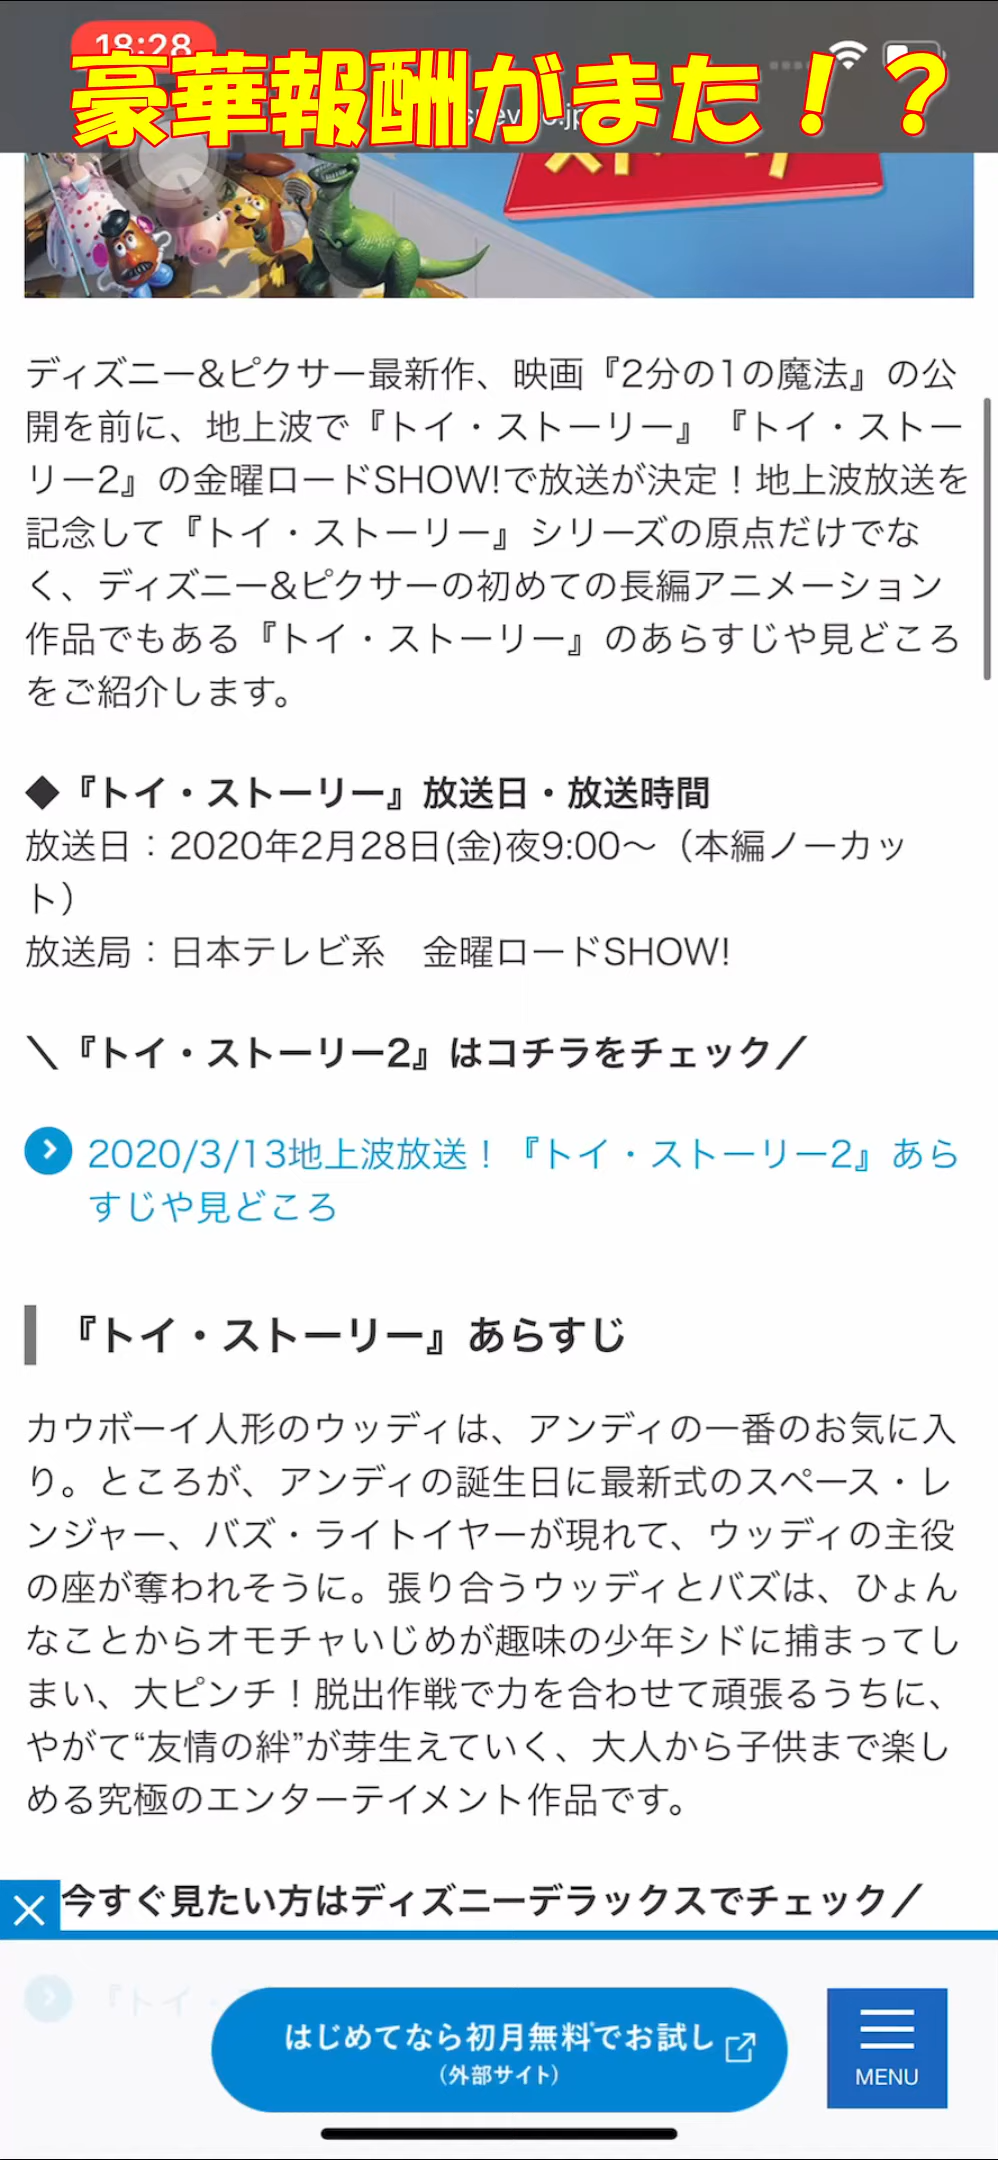 18:28
豪華報酬がまた！？
ディズニー&ピクサー最新作、映画『2分の1の魔法』の公
開を前に、地上波で『トイ・ストーリー』『トイ・ストー
リー2』の金曜ロードSHOW!で放送が決定！地上波放送を
記念して『トイ・ストーリー』シリーズの原点だけでな
く、ディズニー&ピクサーの初めての長編アニメーション
作品でもある『トイ・ストーリー』のあらすじや見どころ
をご紹介します。
◆『トイ・ストーリー』放送日・放送時間
放送日：2020年2月28日(金)夜9:00～（本編ノーカッ
ト）
放送局：日本テレビ系　金曜ロードSHOW!
＼『トイ・ストーリー2』はコチラをチェック／
2020/3/13地上波放送！『トイ・ストーリー2』あら
すじや見どころ
『トイ・ストーリー』あらすじ
カウボーイ人形のウッディは、アンディの一番のお気に入
り。ところが、アンディの誕生日に最新式のスペース・レ
ンジャー、バズ・ライトイヤーが現れて、ウッディの主役
の座が奪われそうに。張り合うウッディとバズは、ひょん
なことからオモチャいじめが趣味の少年シドに捕まってし
まい、大ピンチ！脱出作戦で力を合わせて頑張るうちに、
やがて“友情の絆”が芽生えていく、大人から子供まで楽し
める究極のエンターテイメント作品です。
今すぐ見たい方はディズニーデラックスでチェック／
『トイ・
はじめてなら初月無料*でお試し
（外部サイト）
MENU